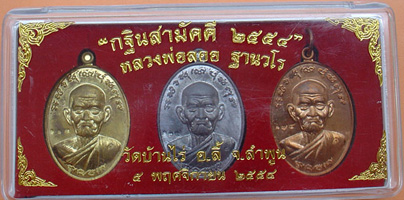 “กฐินสามัคคี ๒๕๕๔”
หลวงพ่อลออ ฐานวโร
วัดบ้านไร่ อ.ลี้ จ.ลำพูน
๕ พฤศจิกายน ๒๕๕๔